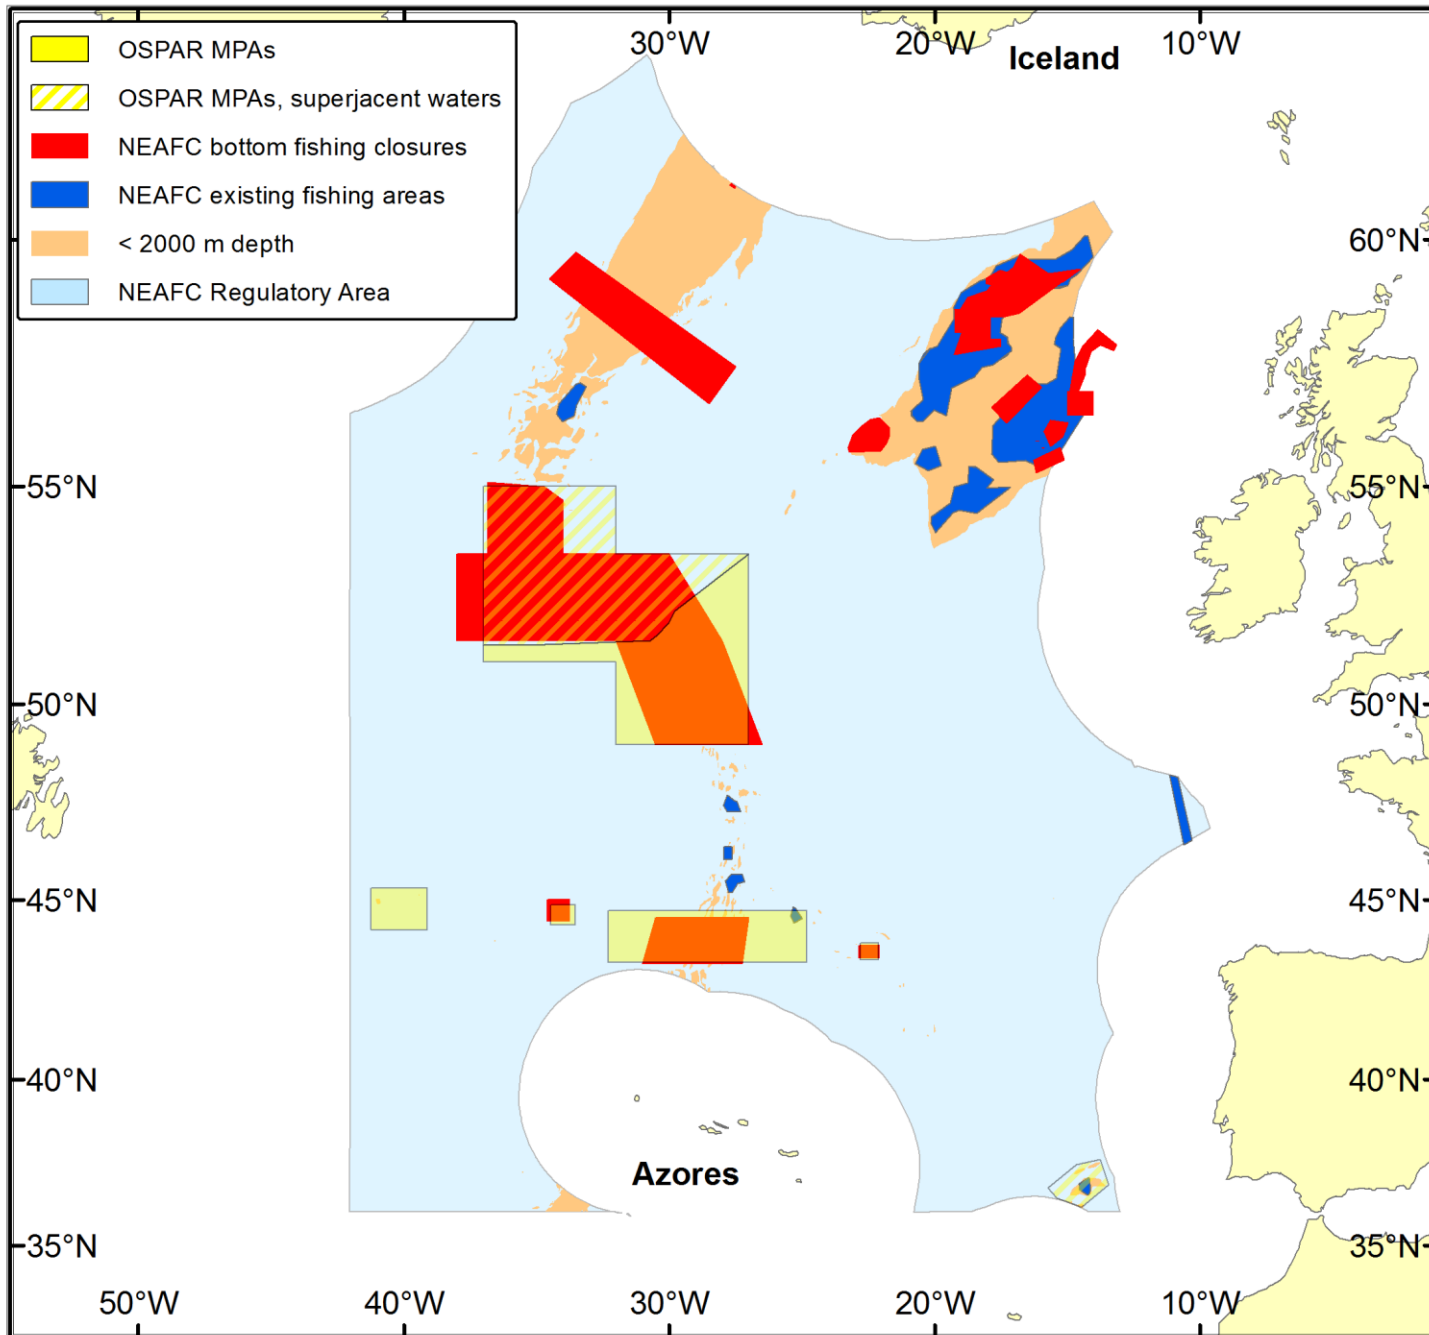 30°W 20°W 10°W
Iceland
OSPAR MPAs
OSPAR MPAs, superjacent waters
NEAFC bottom fishing closures
NEAFC existing fishing areas
< 2000 m depth
NEAFC Regulatory Area
60°N
55°N 55°N
50°N 50°N
45°N 45°N
40°N 40°N
Azores
35°N 35°N
50°W 40°W 30°W 20°W 10°W